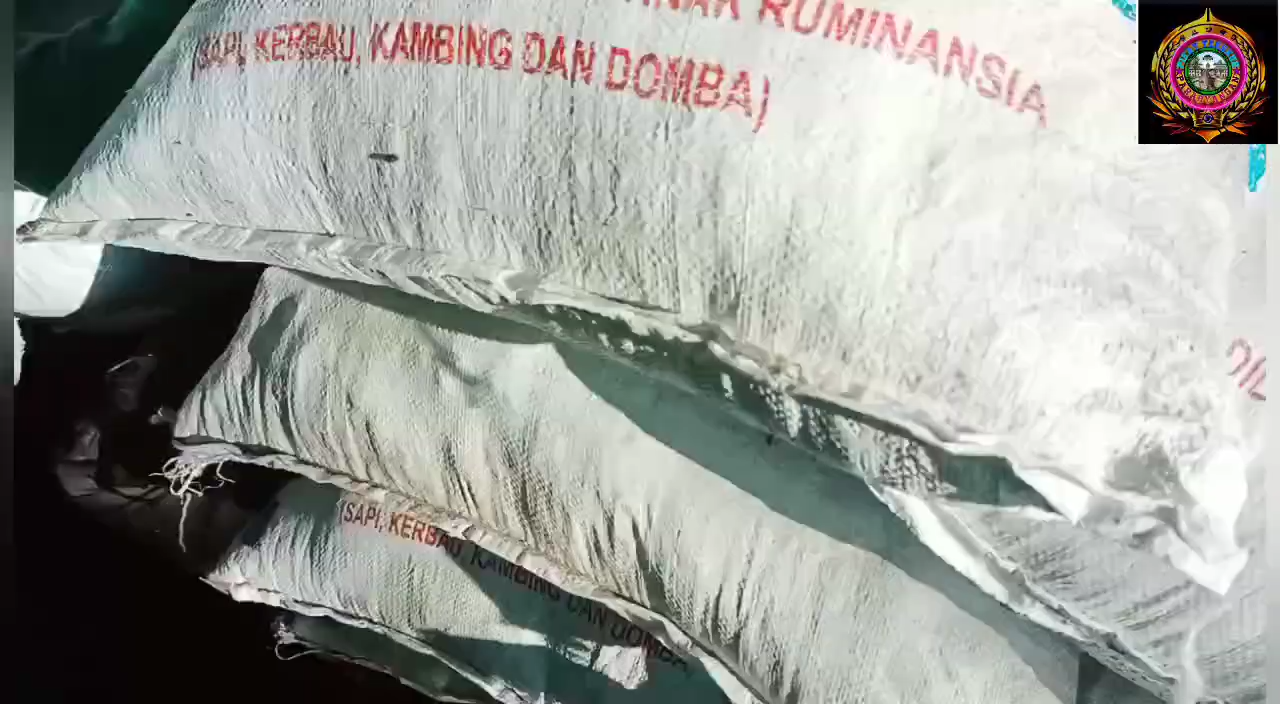 RUMINANSIA
(SAPI, KERBAU, KAMBING DAN DOMBA)
(SAPI, KERBAU, KAMBING DAN DOMBA